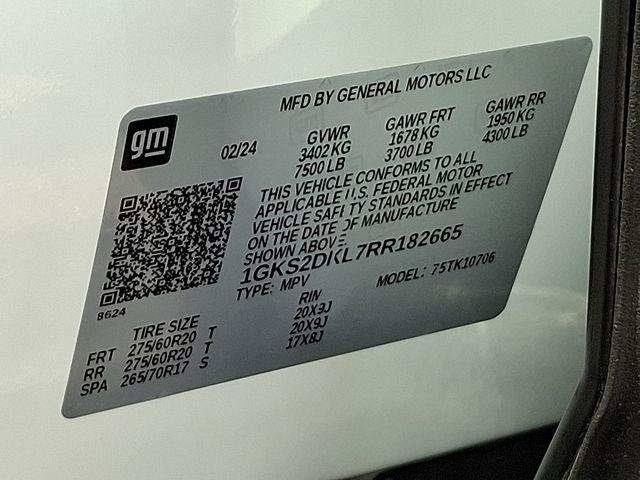 MFD BY GENERAL MOTORS LLC
gm
02/24
GVWR GAWR FRT GAWR RR
3402 KG 1678 KG 1950 KG
7500 LB 3700 LB 4300 LB
THIS VEHICLE CONFORMS TO ALL
APPLICABLE U.S. FEDERAL MOTOR
VEHICLE SAFETY STANDARDS IN EFFECT
ON THE DATE OF MANUFACTURE
SHOWN ABOVE.
1GKS2DKL7RR182665
TYPE: MPV MODEL: 75TK10706
8624
TIRE SIZE RIM
FRT 275/60R20 T 20X9J
RR 275/60R20 T 20X9J
SPA 265/70R17 S 17X8J